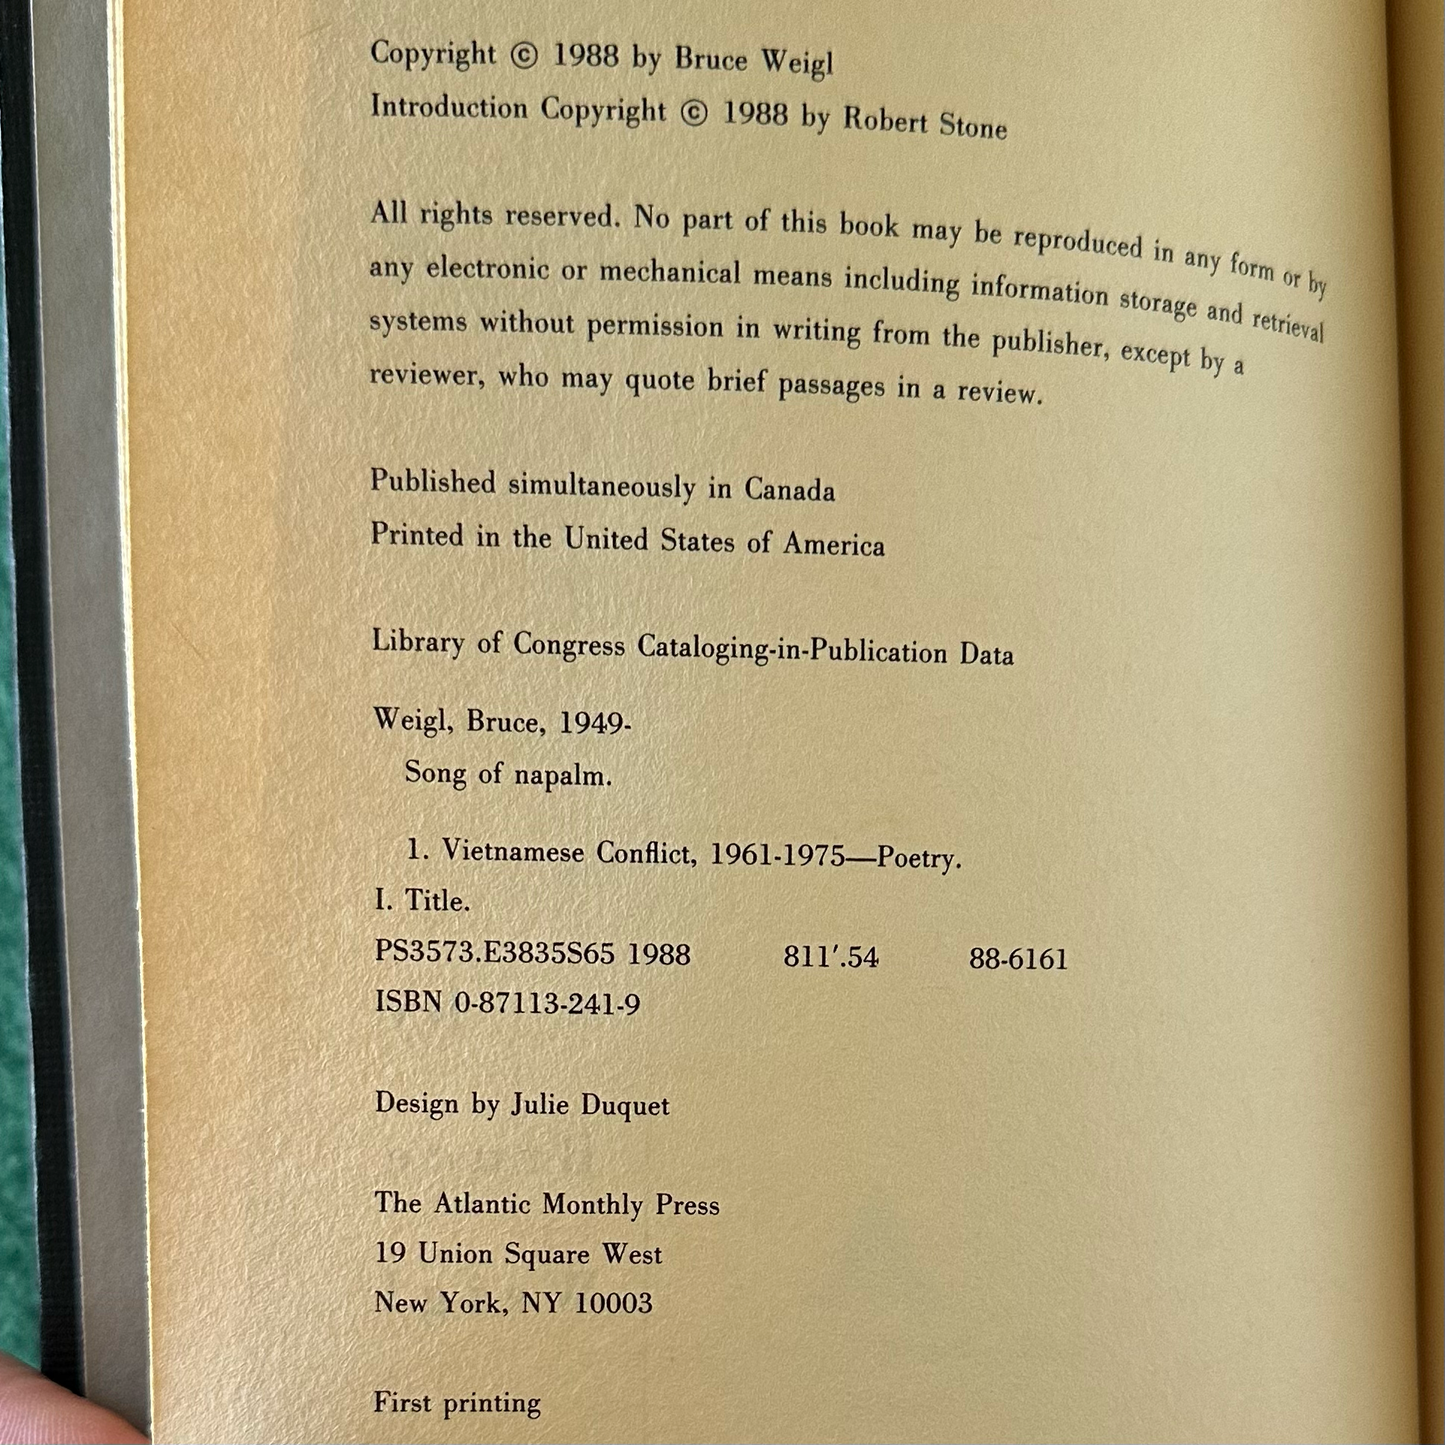 Copyright © 1988 by Bruce Weigl
Introduction Copyright © 1988 by Robert Stone
All rights reserved. No part of this book may be reproduced in any form or by
any electronic or mechanical means including information storage and retrieval
systems without permission in writing from the publisher, except by a
reviewer, who may quote brief passages in a review.
Published simultaneously in Canada
Printed in the United States of America
Library of Congress Cataloging-in-Publication Data
Weigl, Bruce, 1949-
Song of napalm.
1. Vietnamese Conflict, 1961-1975—Poetry.
I. Title.
PS3573.E3835S65 1988 811′.54 88-6161
ISBN 0-87113-241-9
Design by Julie Duquet
The Atlantic Monthly Press
19 Union Square West
New York, NY 10003
First printing